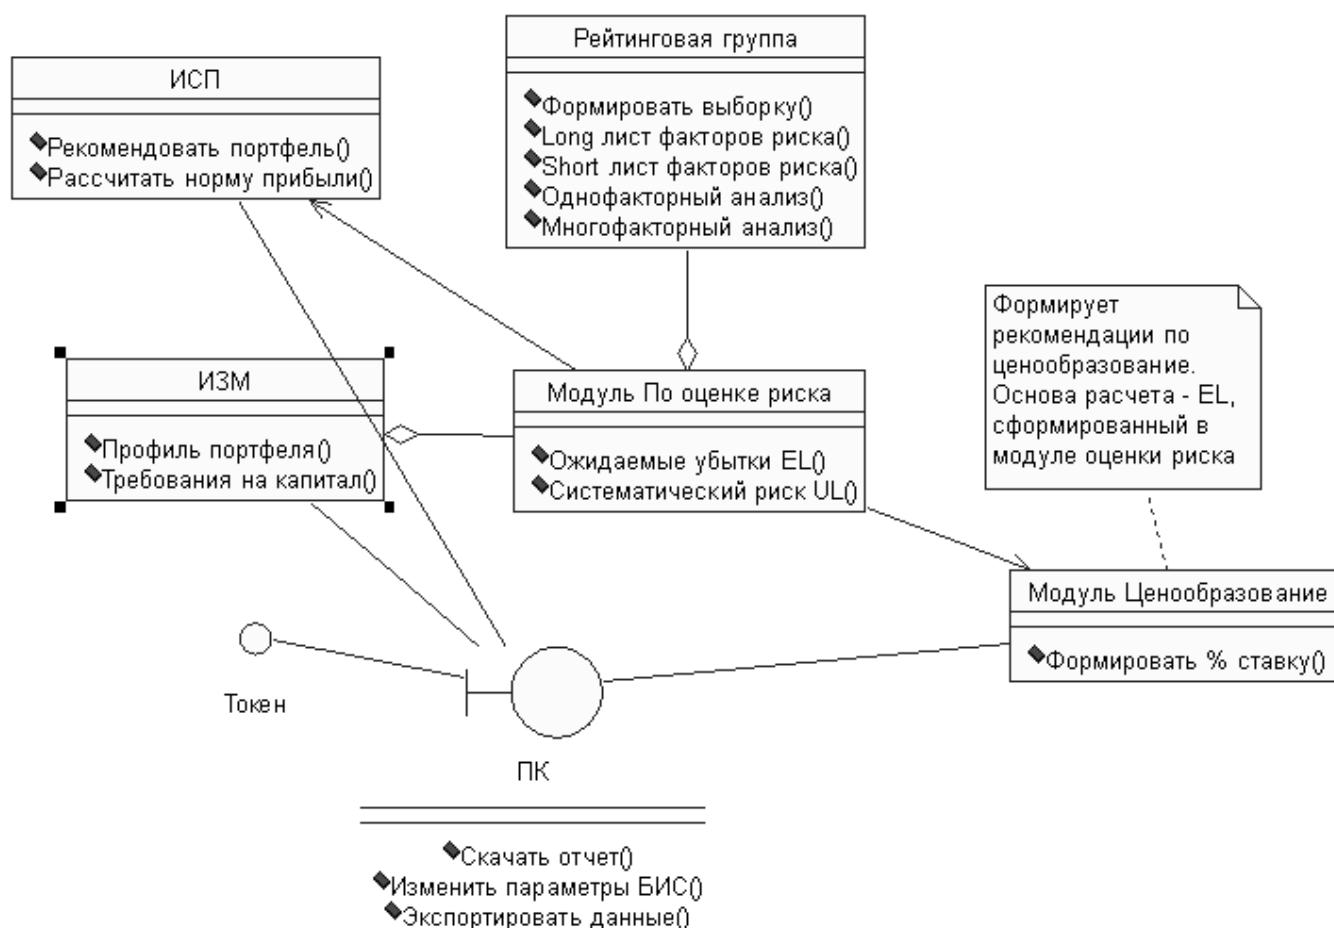 Рейтинговая группа
Формировать выборку()
Long лист факторов риска()
Short лист факторов риска()
Однофакторный анализ()
Многофакторный анализ()
ИСП
Рекомендовать портфель()
Рассчитать норму прибыли()
Формирует
рекомендации по
ценообразование.
Основа расчета - EL,
сформированный в
модуле оценки риска
ИЗМ
Профиль портфеля()
Требования на капитал()
Модуль По оценке риска
Ожидаемые убытки EL()
Систематический риск UL()
Модуль Ценообразование
Формировать % ставку()
Токен
ПК
Скачать отчет()
Изменить параметры БИС()
Экспортировать данные()